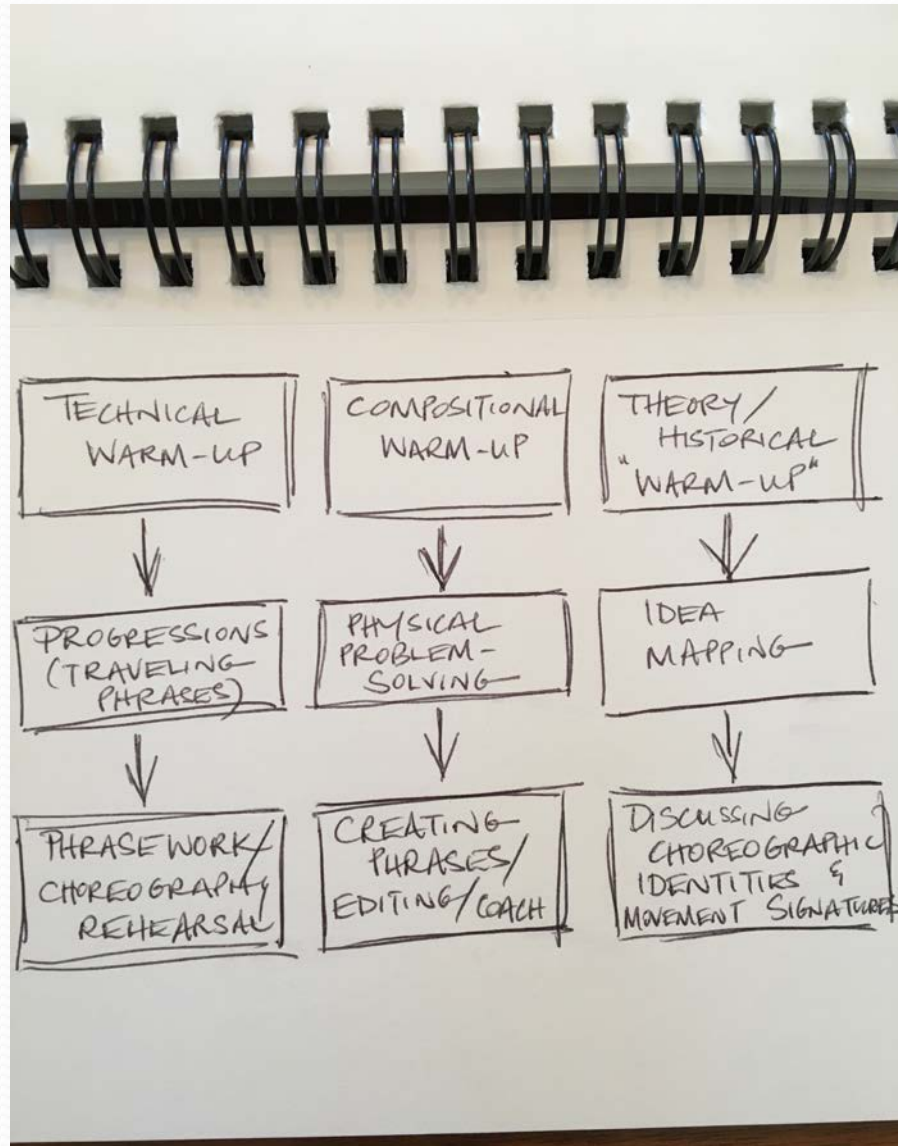 TECHNICAL
WARM-UP
COMPOSITIONAL
WARM-UP
THEORY/
HISTORICAL
"WARM-UP"
PROGRESSIONS
(TRAVELING
PHRASES)
PHYSICAL
PROBLEM-
SOLVING
IDEA
MAPPING
PHRASEWORK/
CHOREOGRAPHY
REHEARSAL
CREATING
PHRASES/
EDITING/COACH
DISCUSSING
CHOREOGRAPHIC
IDENTITIES &
MOVEMENT SIGNATURES